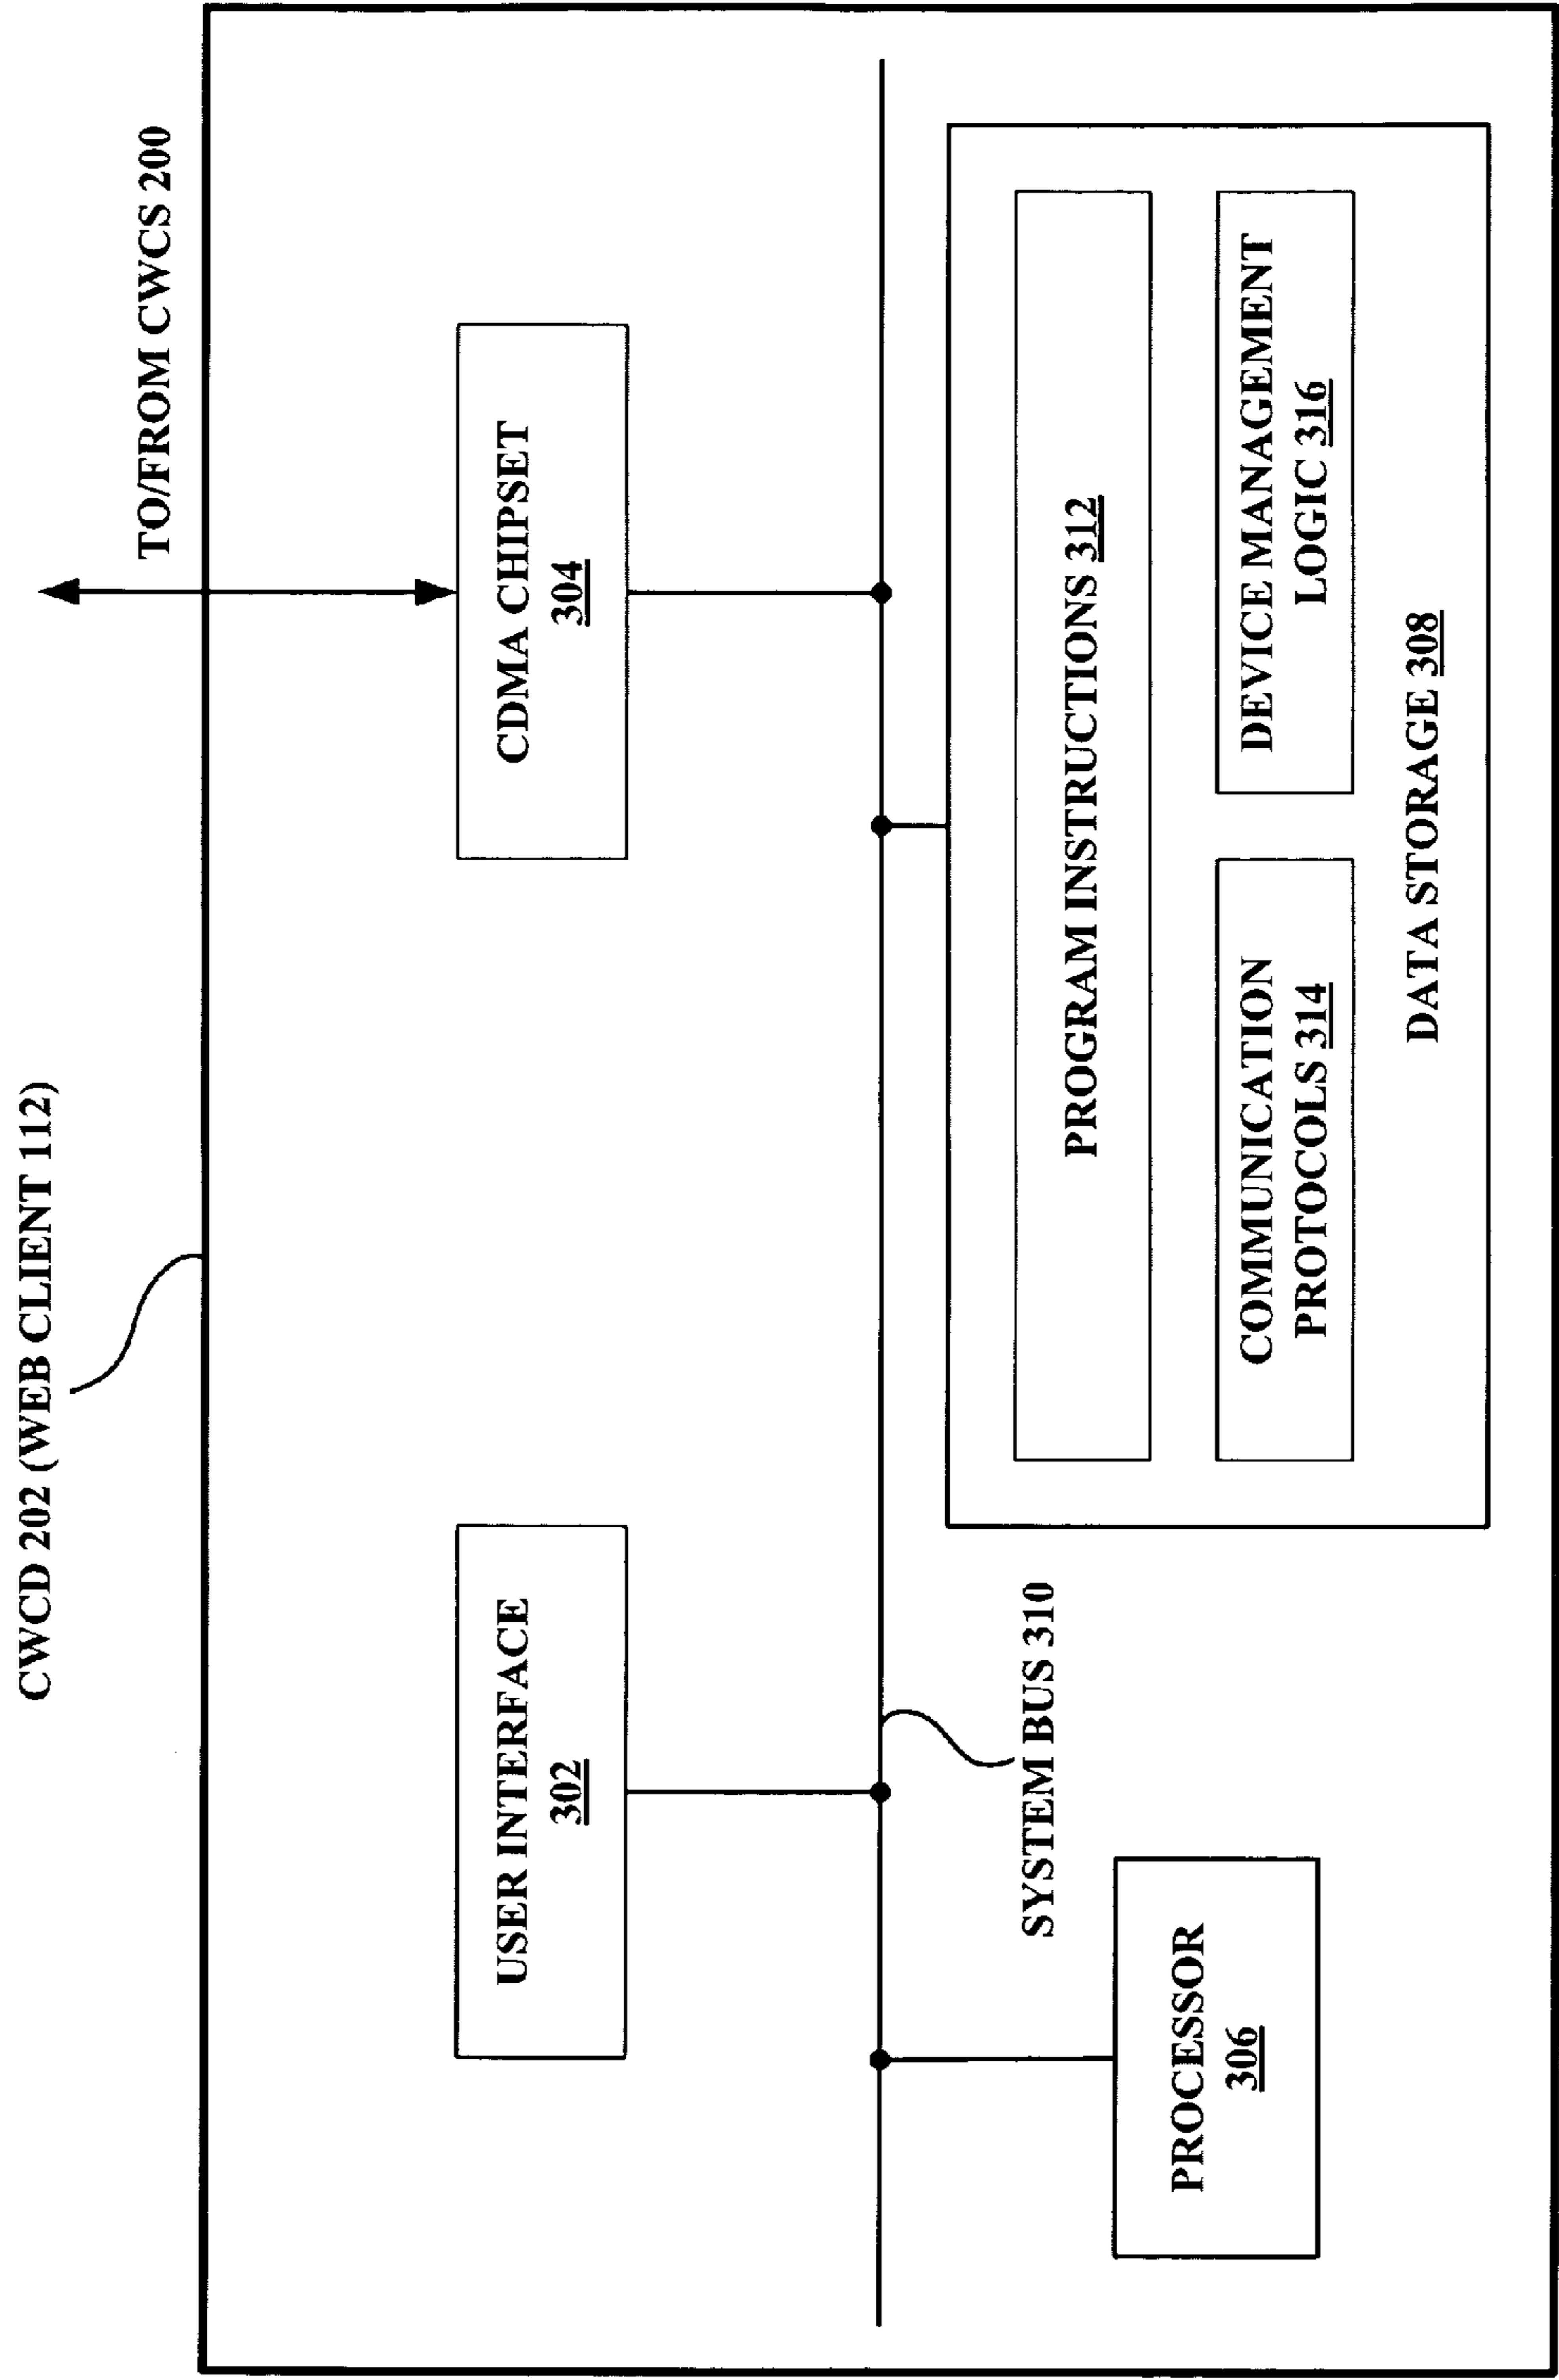 CWCD 202 (WEB CLIENT 112)
TO/FROM CWCS 200
USER INTERFACE
302
CDMA CHIPSET
304
SYSTEM BUS 310
PROCESSOR
306
PROGRAM INSTRUCTIONS 312
COMMUNICATION
PROTOCOLS 314
DEVICE MANAGEMENT
LOGIC 316
DATA STORAGE 308